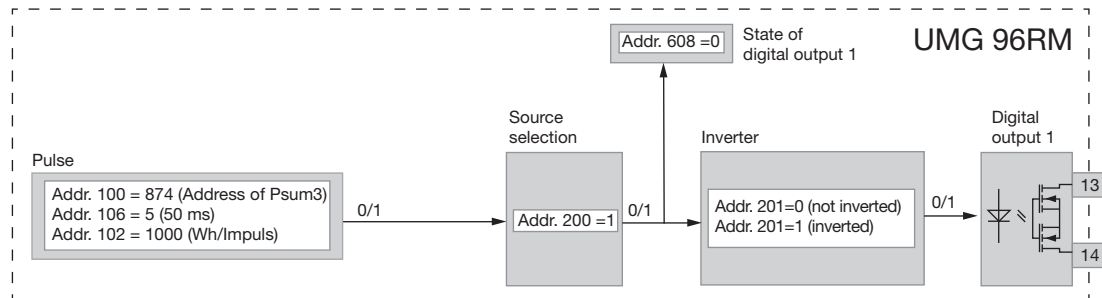 Addr. 608 =0
State of
digital output 1
UMG 96RM
Pulse
Addr. 100 = 874 (Address of Psum3)
Addr. 106 = 5 (50 ms)
Addr. 102 = 1000 (Wh/Impuls)
0/1
Source
selection
Addr. 200 =1
0/1
Inverter
Addr. 201=0 (not inverted)
Addr. 201=1 (inverted)
0/1
Digital
output 1
13
14